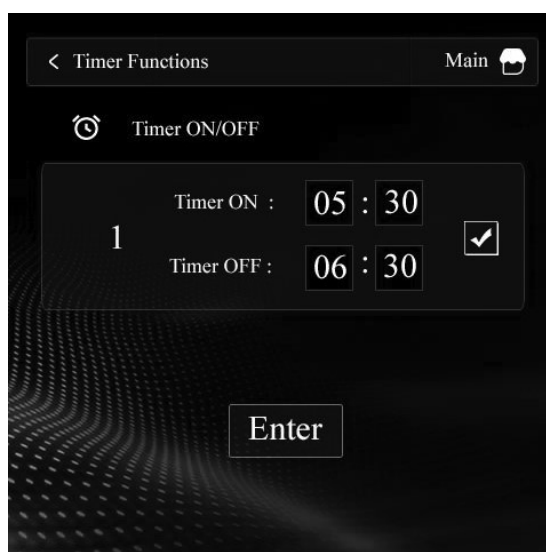 < Timer Functions Main
Timer ON/OFF
1
Timer ON : 05 : 30
Timer OFF : 06 : 30
Enter